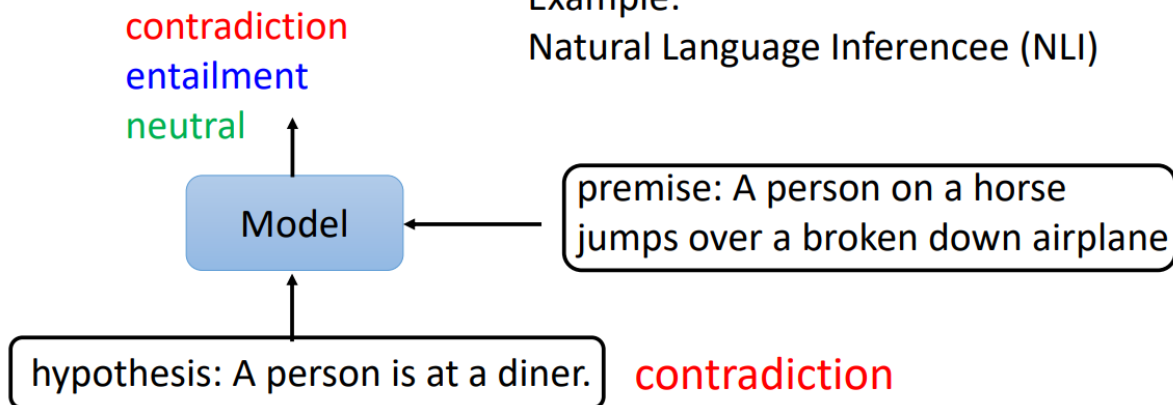 contradiction
entailment
neutral
Example:
Natural Language Inferencee (NLI)
Model
premise: A person on a horse
jumps over a broken down airplane
hypothesis: A person is at a diner.
contradiction